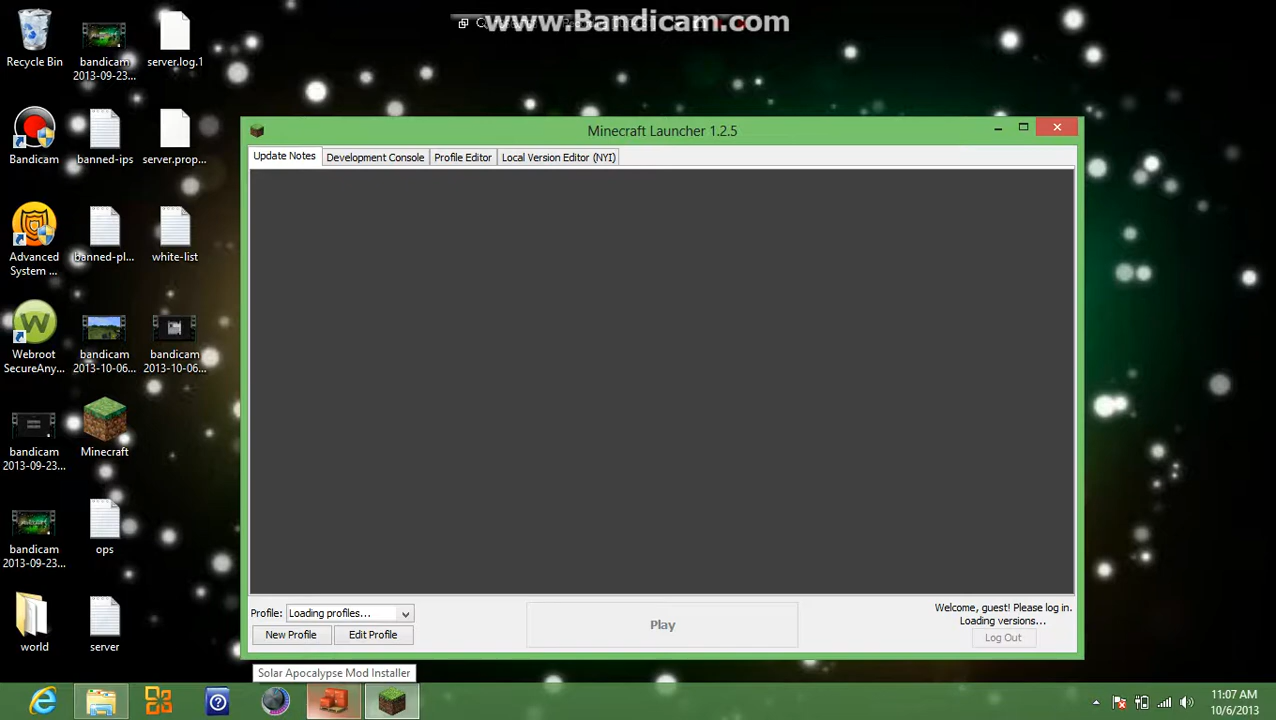 www.Bandicam.com
Recycle Bin
bandicam
2013-09-23...
server.log.1
Bandicam
banned-ips
server.prop...
Advanced
System ...
banned-pl...
white-list
Webroot
SecureAny...
bandicam
2013-10-06...
bandicam
2013-10-06...
bandicam
2013-09-23...
Minecraft
bandicam
2013-09-23...
ops
world
server
Minecraft Launcher 1.2.5
Update Notes
Development Console
Profile Editor
Local Version Editor (NYI)
Profile:
Loading profiles...
New Profile
Edit Profile
Play
Welcome, guest! Please log in.
Loading versions...
Log Out
Solar Apocalypse Mod Installer
11:07 AM
10/6/2013